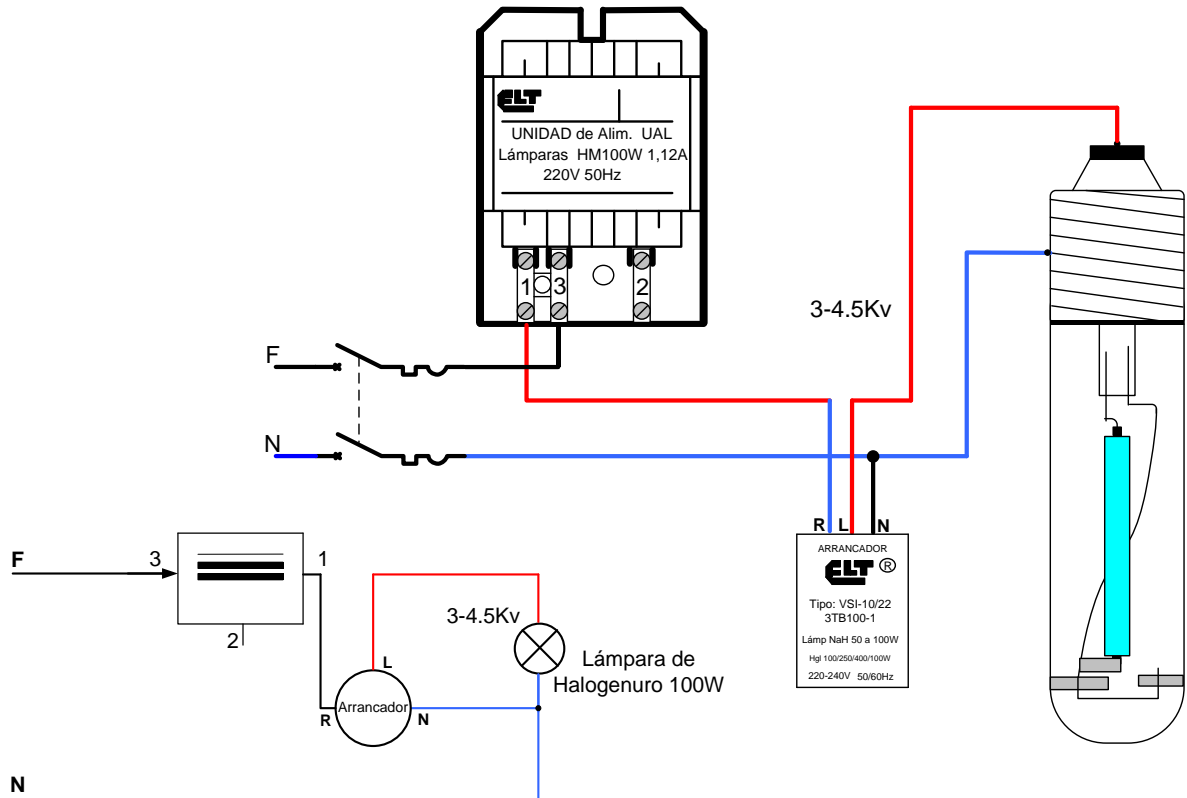 ELT
UNIDAD de Alim. UAL
Lámparas HM100W 1,12A
220V 50Hz
1 3 2
3-4.5Kv
F
N
R L N
ARRANCADOR
ELT ®
Tipo: VSI-10/22
3TB100-1
Lámp NaH 50 a 100W
Hgl 100/250/400/100W
220-240V 50/60Hz
F
3
1
2
3-4.5Kv
L
Lámpara de
Halogenuro 100W
R
Arrancador
N
N